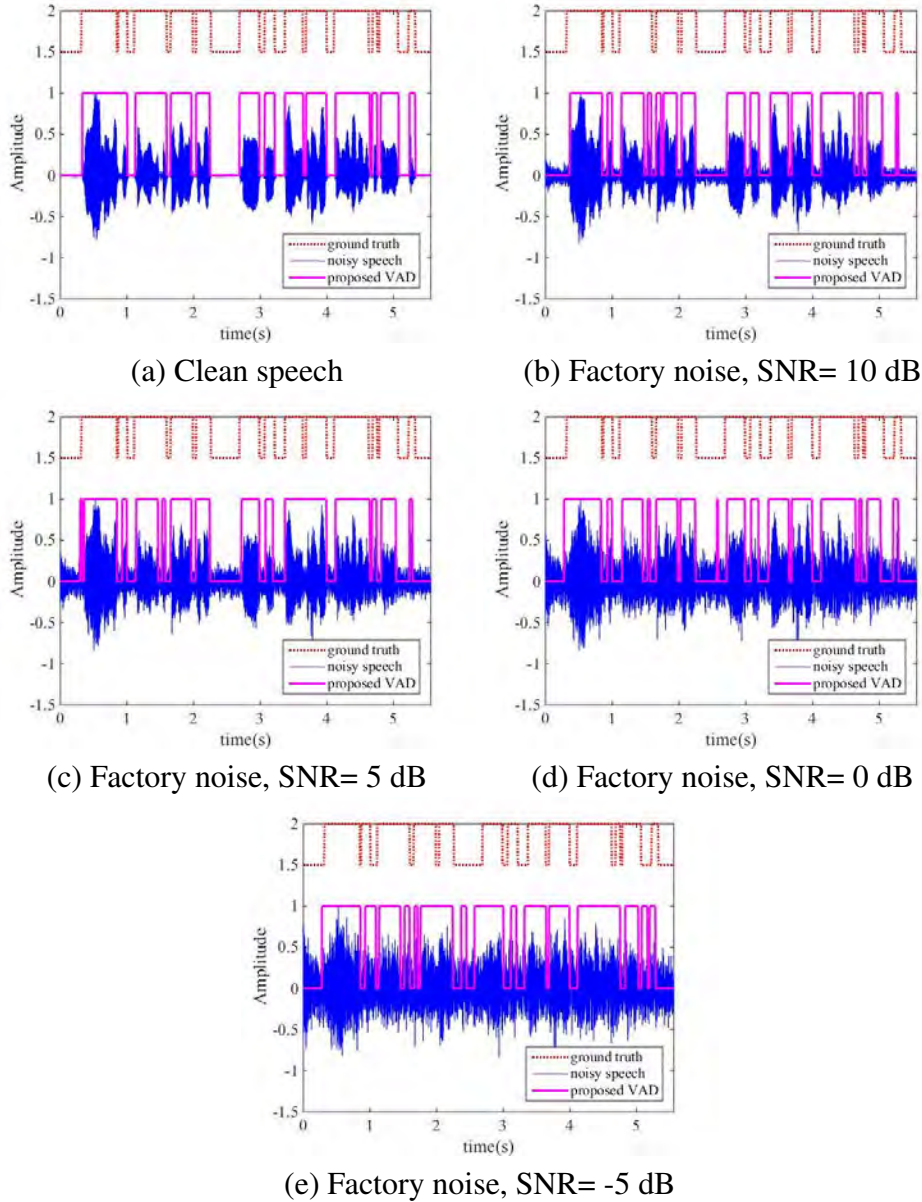 2
1.5
1
0.5
0
-0.5
-1
-1.5
Amplitude
ground truth
noisy speech
proposed VAD
0 1 2 3 4 5
time(s)
(a) Clean speech
2
1.5
1
0.5
0
-0.5
-1
-1.5
Amplitude
ground truth
noisy speech
proposed VAD
0 1 2 3 4 5
time(s)
(b) Factory noise, SNR= 10 dB
2
1.5
1
0.5
0
-0.5
-1
-1.5
Amplitude
ground truth
noisy speech
proposed VAD
0 1 2 3 4 5
time(s)
(c) Factory noise, SNR= 5 dB
2
1.5
1
0.5
0
-0.5
-1
-1.5
Amplitude
ground truth
noisy speech
proposed VAD
0 1 2 3 4 5
time(s)
(d) Factory noise, SNR= 0 dB
2
1.5
1
0.5
0
-0.5
-1
-1.5
Amplitude
ground truth
noisy speech
proposed VAD
0 1 2 3 4 5
time(s)
(e) Factory noise, SNR= -5 dB